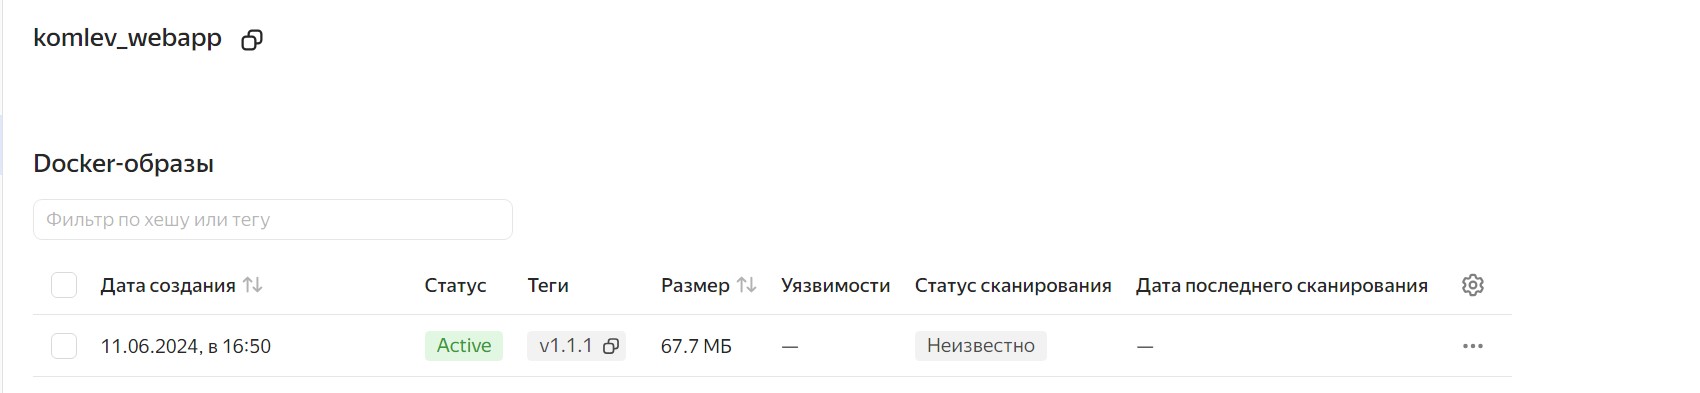 komlev_webapp
Docker-образы
Фильтр по хешу или тегу
Дата создания Статус Теги Размер Уязвимости Статус сканирования Дата последнего сканирования
11.06.2024, в 16:50 Active v1.1.1 67.7 МБ — Неизвестно —